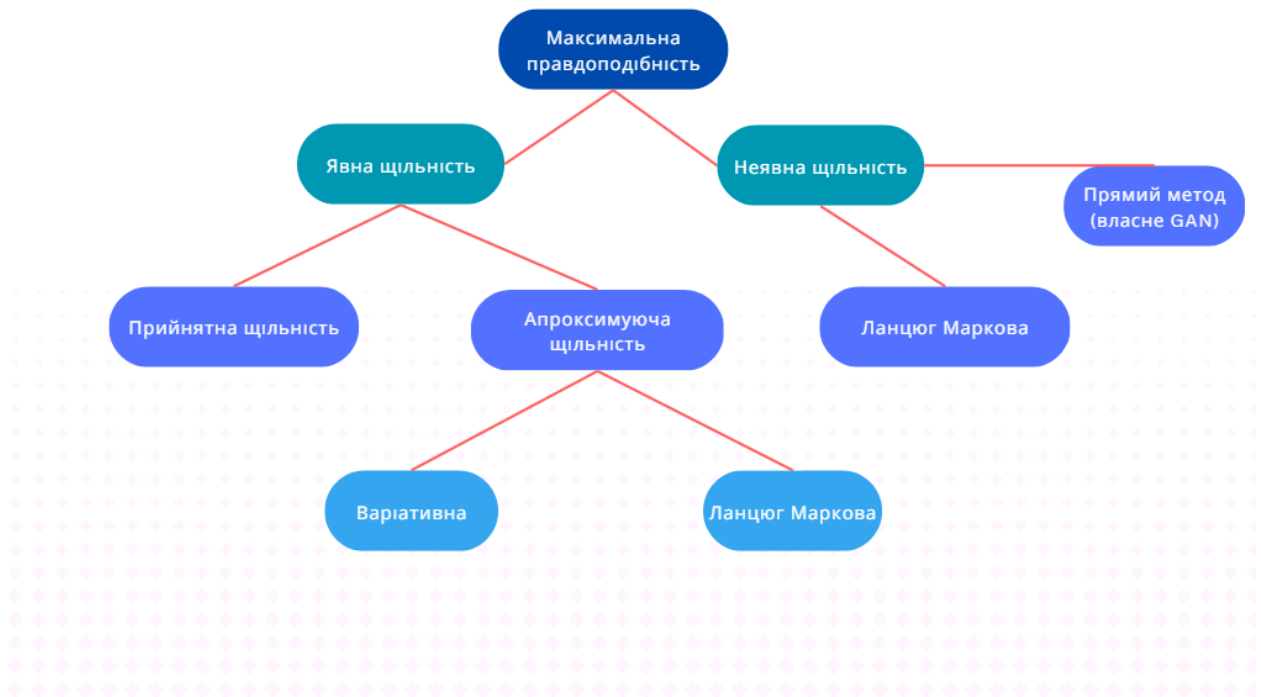 Максимальна
правдоподібність
Явна щільність
Неявна щільність
Прямий метод
(власне GAN)
Прийнятна щільність
Апроксимуюча
щільність
Ланцюг Маркова
Варіативна
Ланцюг Маркова